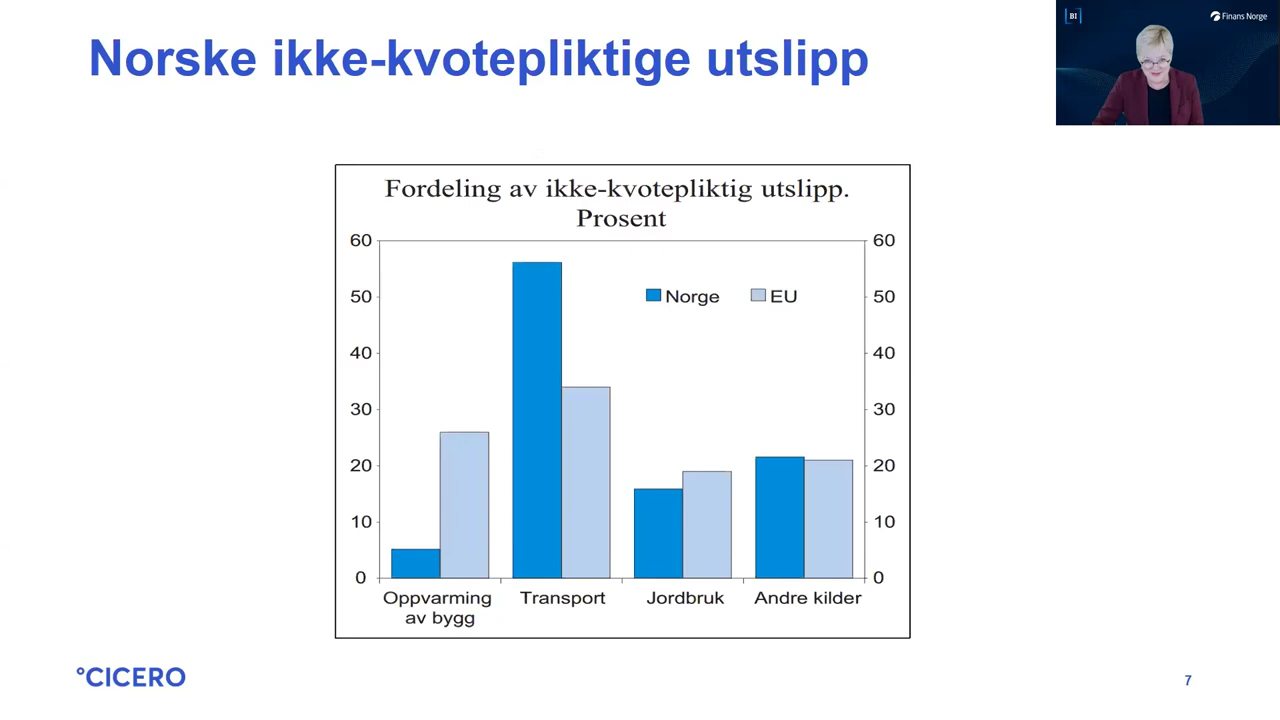 Norske ikke-kvotepliktige utslipp
BI
Finans Norge
Fordeling av ikke-kvotepliktig utslipp.
Prosent
60 60
Norge EU
50 50
40 40
30 30
20 20
10 10
0 0
Oppvarming av bygg
Transport
Jordbruk
Andre kilder
°CICERO
7